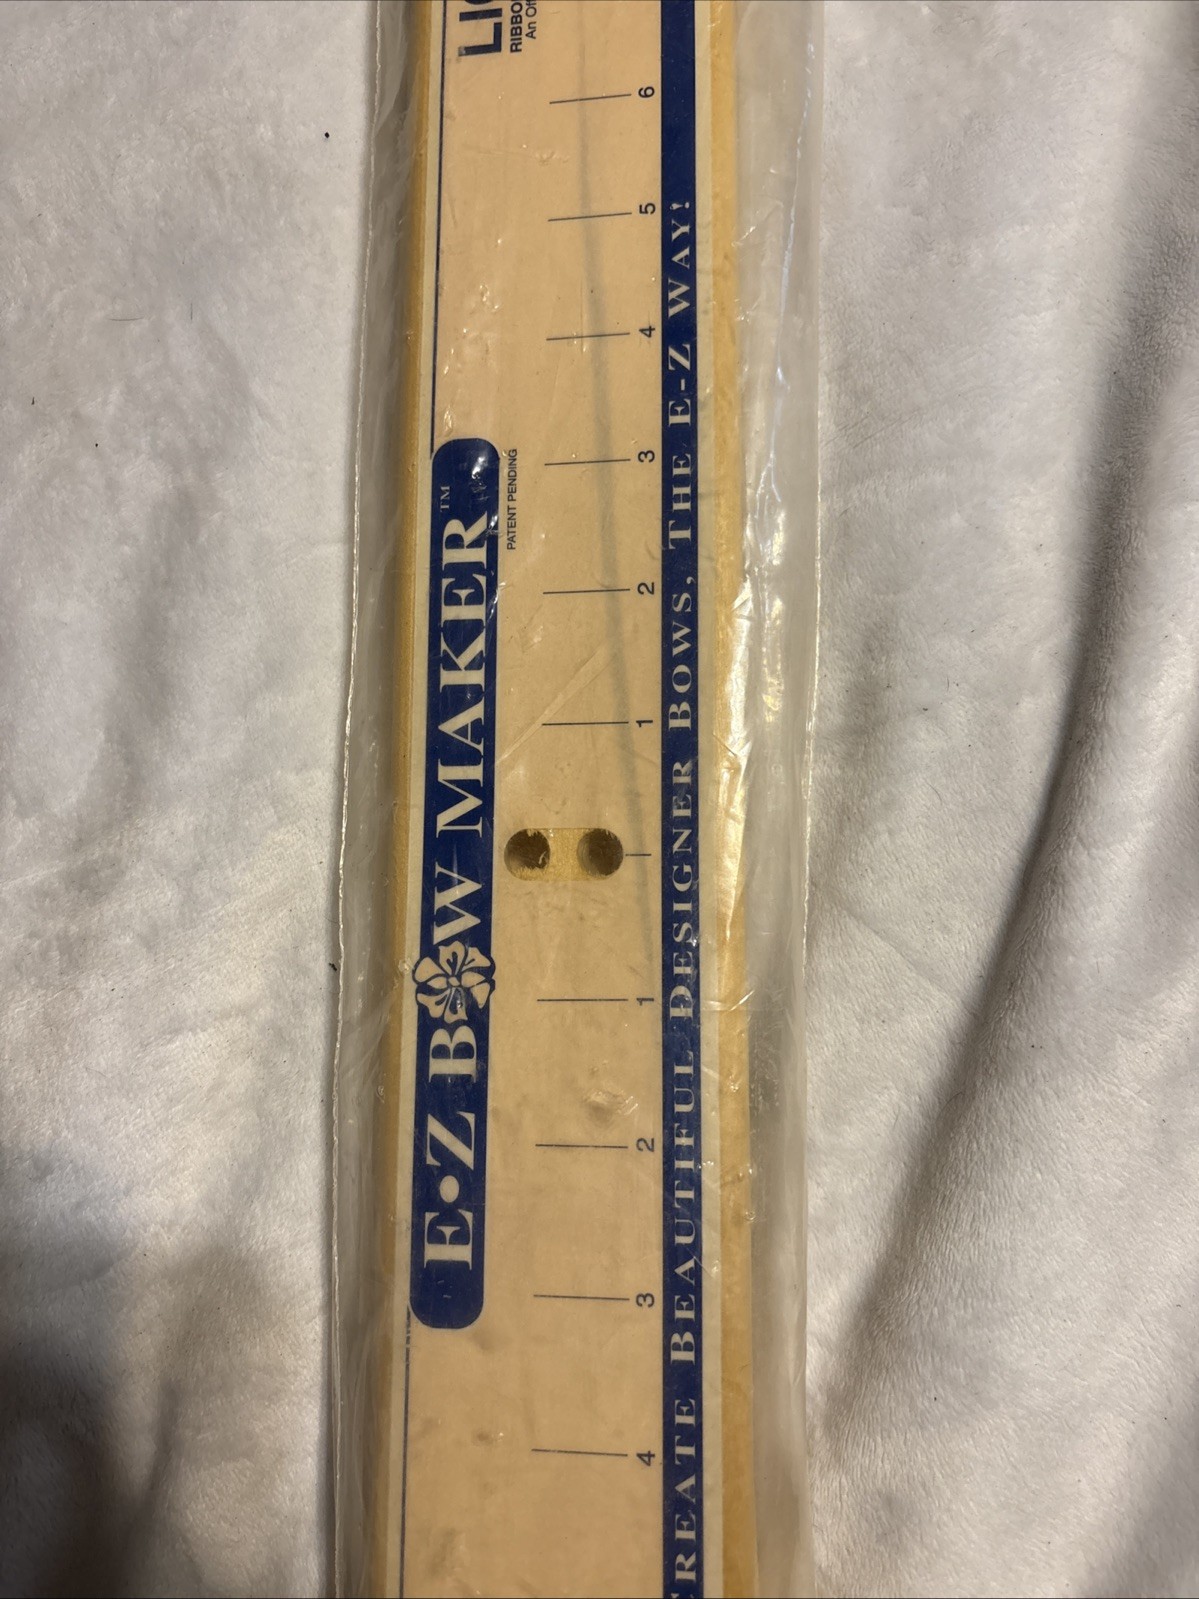 E•Z BOW MAKER™
PATENT PENDING
4 3 2 1 1 2 3 4 5 6
CREATE BEAUTIFUL DESIGNER BOWS, THE E-Z WAY!